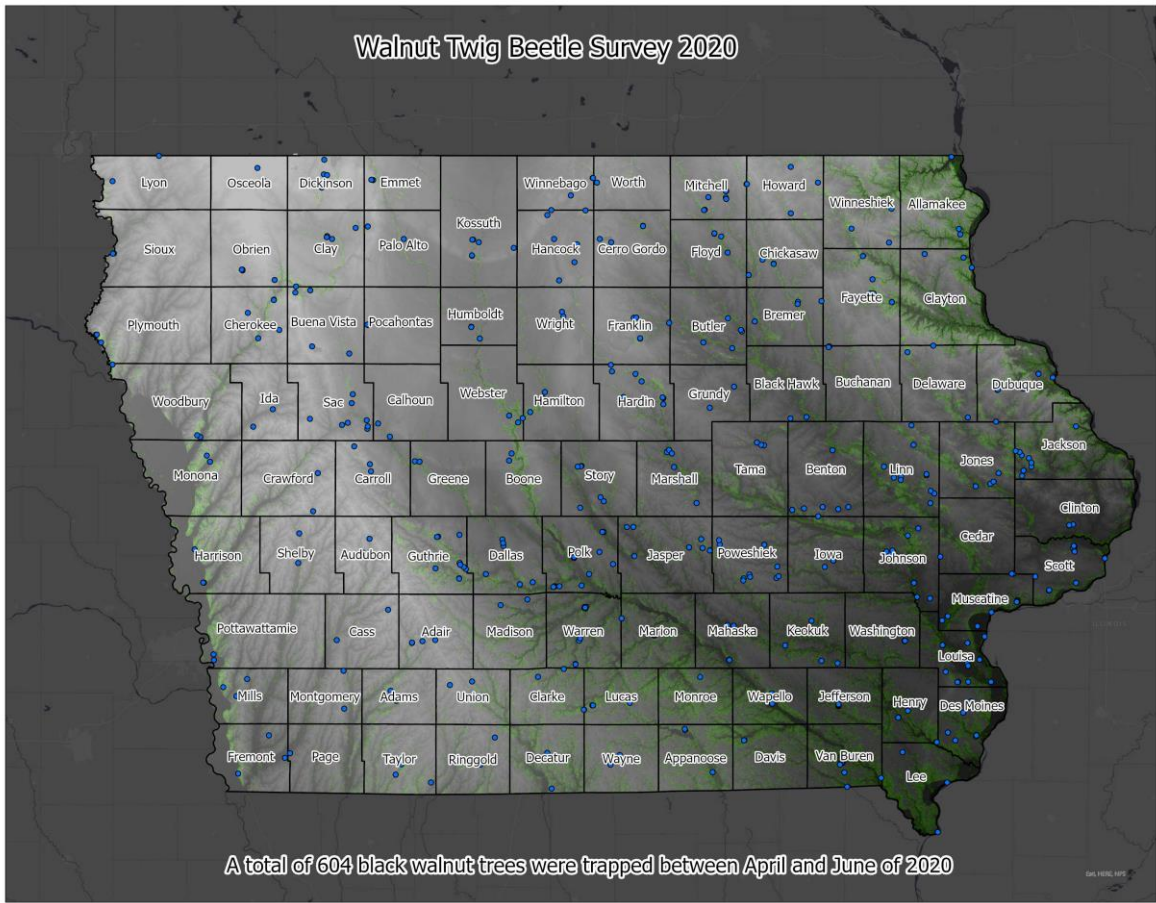 Walnut Twig Beetle Survey 2020
Lyon
Osceola
Dickinson
Emmet
Kossuth
Winnebago
Worth
Mitchell
Howard
Winneshiek
Allamakee
Sioux
Obrien
Clay
Palo Alto
Hancock
Cerro Gordo
Floyd
Chickasaw
Fayette
Clayton
Plymouth
Cherokee
Buena Vista
Pocahontas
Humboldt
Wright
Franklin
Butler
Bremer
Woodbury
Ida
Sac
Calhoun
Webster
Hamilton
Hardin
Grundy
Black Hawk
Buchanan
Delaware
Dubuque
Monona
Crawford
Carroll
Greene
Boone
Story
Marshall
Tama
Benton
Linn
Jones
Jackson
Clinton
Harrison
Shelby
Audubon
Guthrie
Dallas
Polk
Jasper
Poweshiek
Iowa
Johnson
Cedar
Scott
Muscatine
Pottawattamie
Cass
Adair
Madison
Warren
Marion
Mahaska
Keokuk
Washington
Louisa
ILLINOIS
Mills
Montgomery
Adams
Union
Clarke
Lucas
Monroe
Wapello
Jefferson
Henry
Des Moines
Fremont
Page
Taylor
Ringgold
Decatur
Wayne
Appanoose
Davis
Van Buren
Lee
A total of 604 black walnut trees were trapped between April and June of 2020
Esri, HERE, NPS